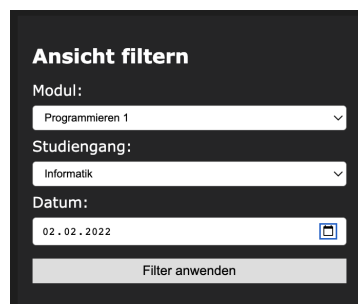 Ansicht filtern
Modul:
Programmieren 1
Studiengang:
Informatik
Datum:
02.02.2022
Filter anwenden